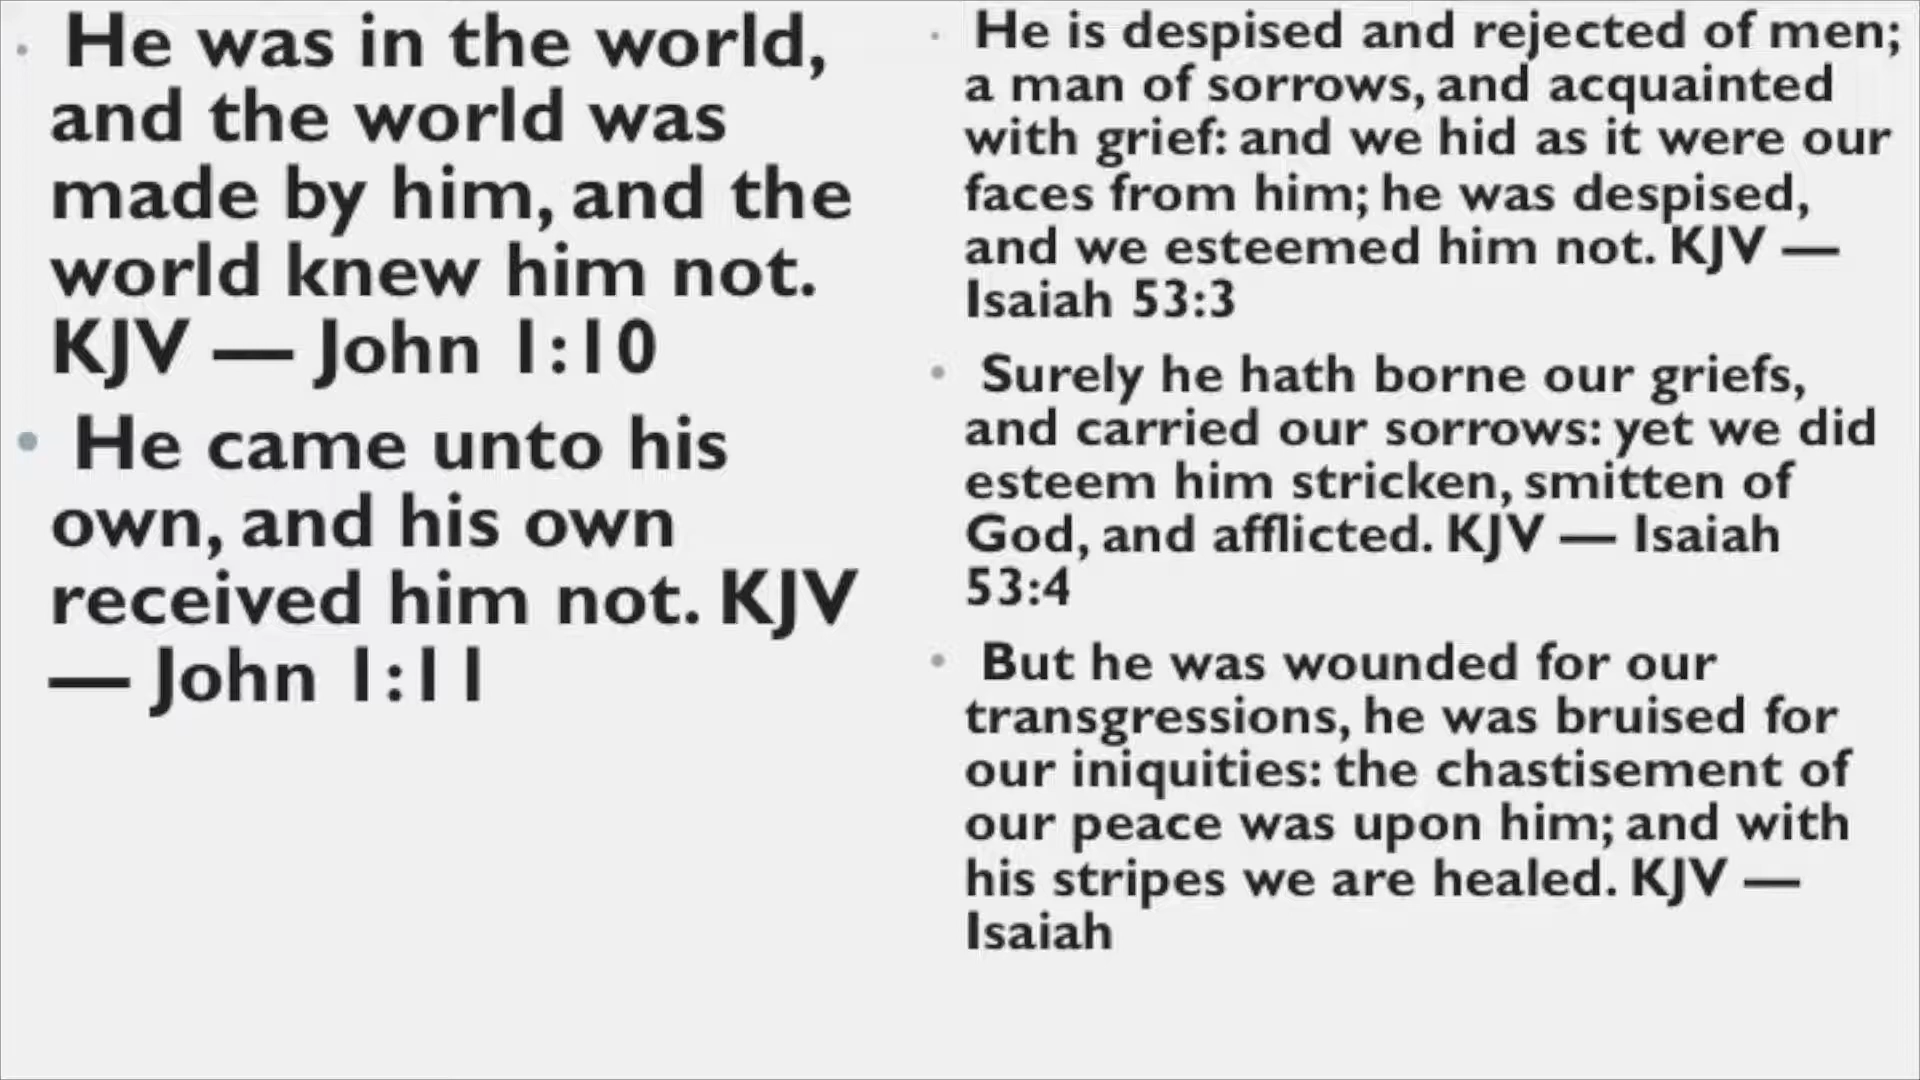 • He was in the world,
and the world was
made by him, and the
world knew him not.
KJV — John 1:10
• He came unto his
own, and his own
received him not. KJV
— John 1:11
• He is despised and rejected of men;
a man of sorrows, and acquainted
with grief: and we hid as it were our
faces from him; he was despised,
and we esteemed him not. KJV —
Isaiah 53:3
• Surely he hath borne our griefs,
and carried our sorrows: yet we did
esteem him stricken, smitten of
God, and afflicted. KJV — Isaiah
53:4
• But he was wounded for our
transgressions, he was bruised for
our iniquities: the chastisement of
our peace was upon him; and with
his stripes we are healed. KJV —
Isaiah